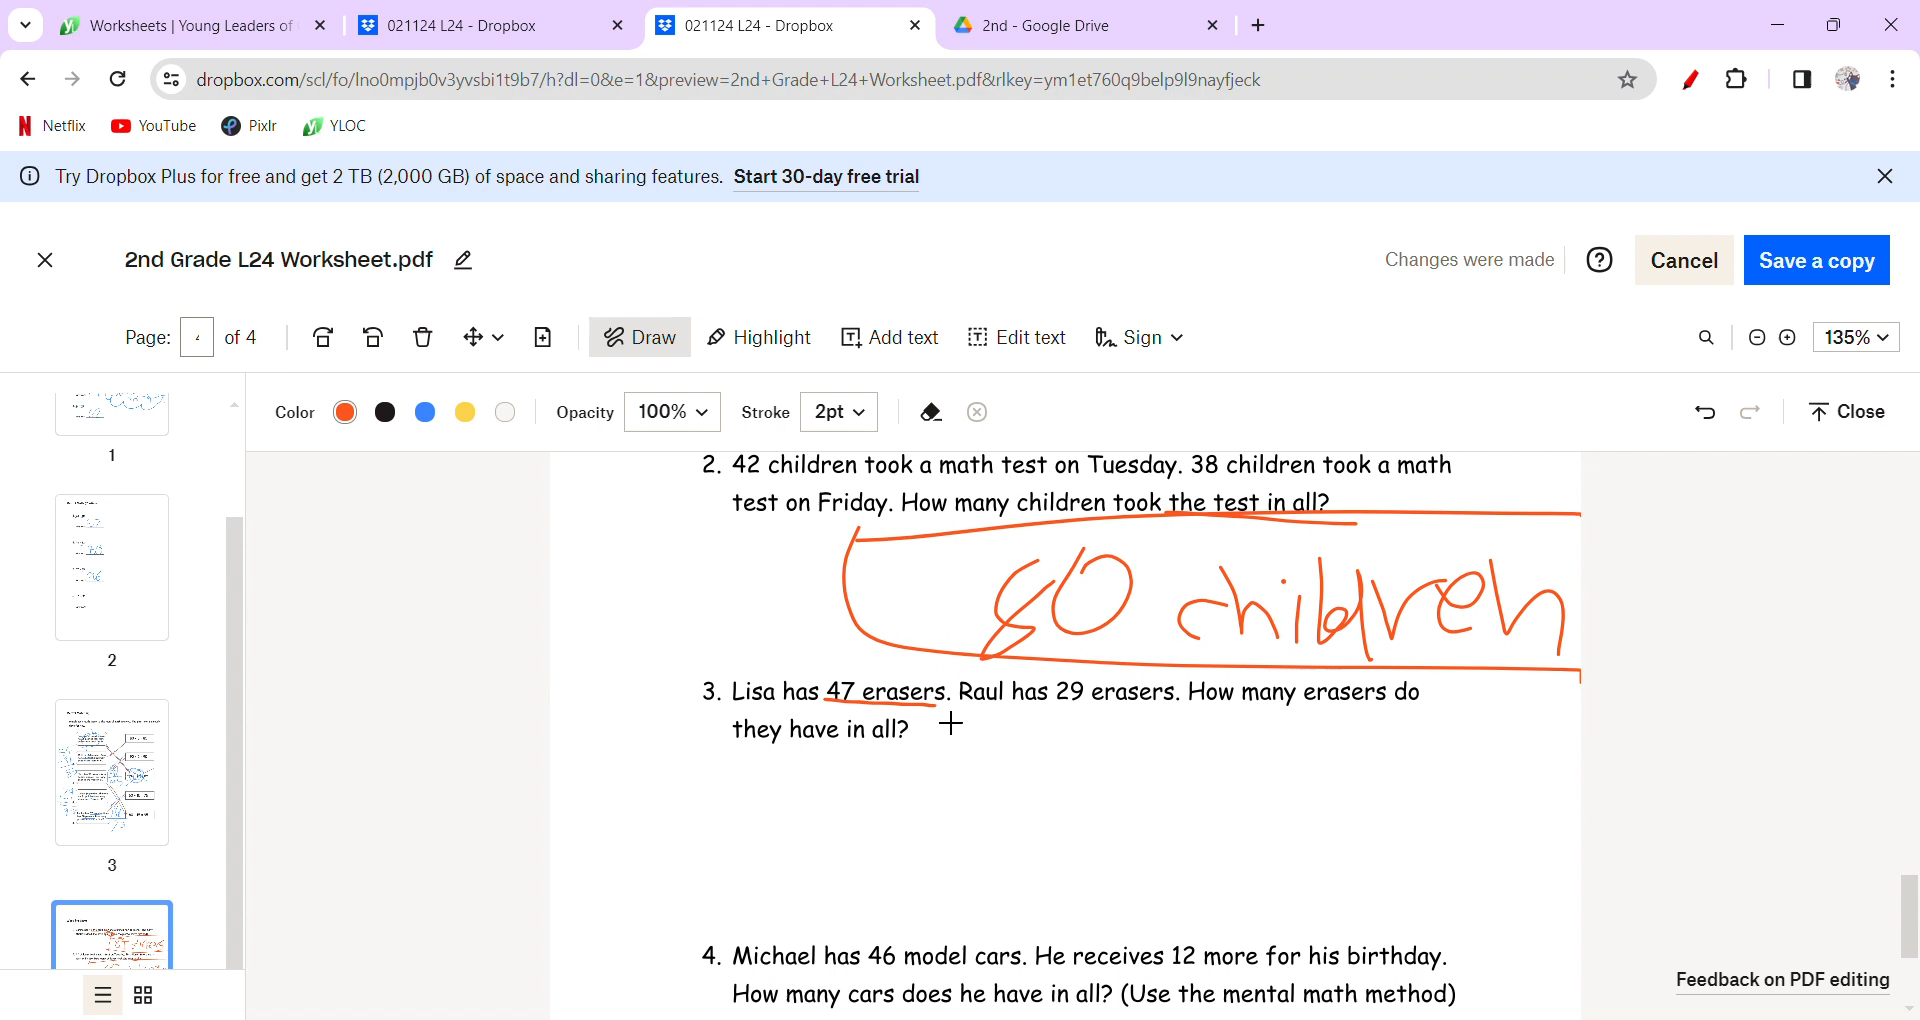 Worksheets | Young Leaders of
021124 L24 - Dropbox
021124 L24 - Dropbox
2nd - Google Drive
dropbox.com/scl/fo/lno0mpjb0v3yvsbi1t9b7/h?dl=0&e=1&preview=2nd+Grade+L24+Worksheet.pdf&rlkey=ym1et760q9belp9l9nayfjeck
Netflix YouTube Pixlr YLOC
Try Dropbox Plus for free and get 2 TB (2,000 GB) of space and sharing features. Start 30-day free trial
2nd Grade L24 Worksheet.pdf
Changes were made
Cancel
Save a copy
Page: 4 of 4
Draw
Highlight
Add text
Edit text
Sign
135%
Color
Opacity 100%
Stroke 2pt
Close
1
2
3
2. 42 children took a math test on Tuesday. 38 children took a math
test on Friday. How many children took the test in all?
80 children
3. Lisa has 47 erasers. Raul has 29 erasers. How many erasers do
they have in all?
4. Michael has 46 model cars. He receives 12 more for his birthday.
How many cars does he have in all? (Use the mental math method)
Feedback on PDF editing